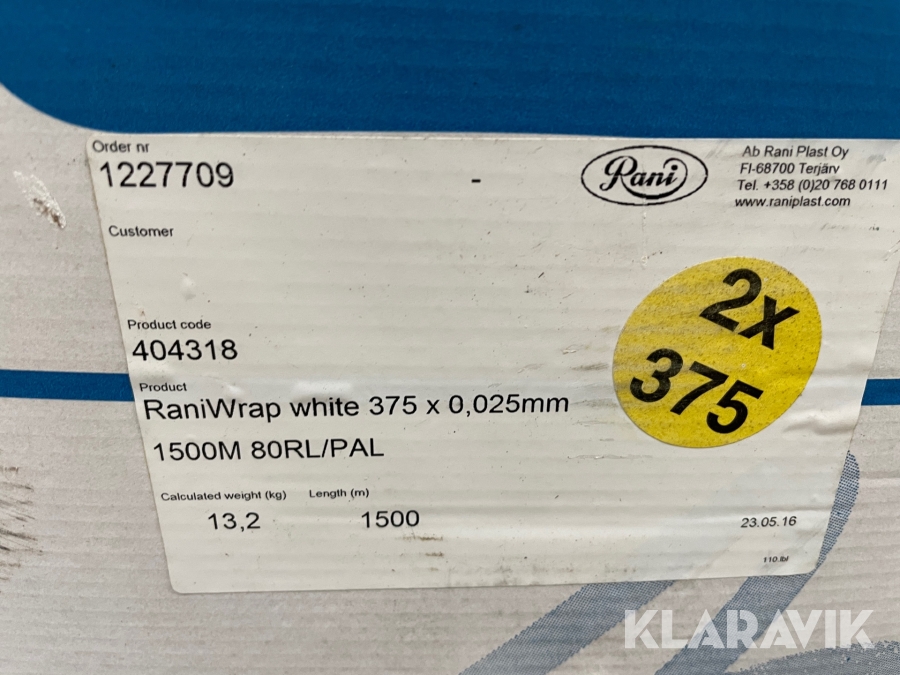 Order nr
1227709
-
Rani
Ab Rani Plast Oy
FI-68700 Terjärv
Tel. +358 (0)20 768 0111
www.raniplast.com
Customer
2x
375
Product code
404318
Product
RaniWrap white 375 x 0,025mm
1500M 80RL/PAL
Calculated weight (kg)
Length (m)
13,2
1500
23.05.16
110.lbl
KLARAVIK